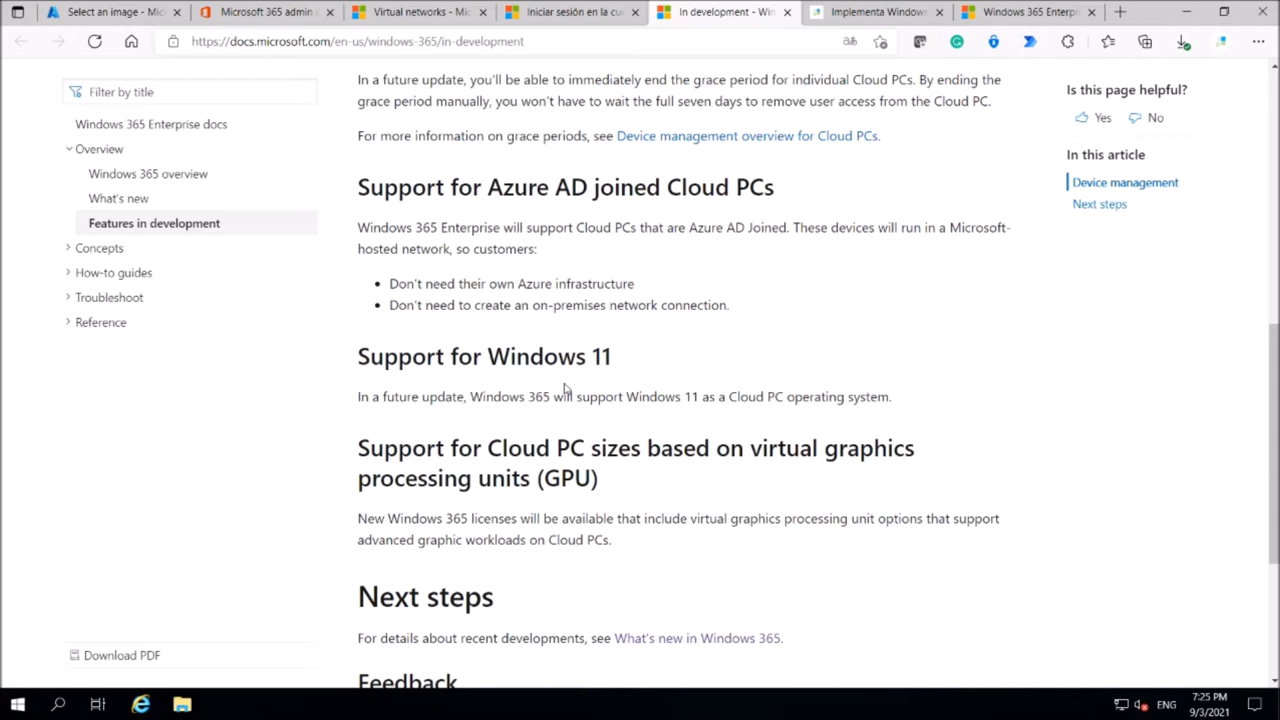 Select an image - Mic
Microsoft 365 admin c
Virtual networks - Mic
Iniciar sesión en la cu
In development - Win
Implementa Windows
Windows 365 Enterp
https://docs.microsoft.com/en-us/windows-365/in-development
Filter by title
Windows 365 Enterprise docs
Overview
Windows 365 overview
What's new
Features in development
Concepts
How-to guides
Troubleshoot
Reference
Download PDF
In a future update, you'll be able to immediately end the grace period for individual Cloud PCs. By ending the
grace period manually, you won't have to wait the full seven days to remove user access from the Cloud PC.
For more information on grace periods, see Device management overview for Cloud PCs.
Support for Azure AD joined Cloud PCs
Windows 365 Enterprise will support Cloud PCs that are Azure AD Joined. These devices will run in a Microsoft-
hosted network, so customers:
• Don't need their own Azure infrastructure
• Don't need to create an on-premises network connection.
Support for Windows 11
In a future update, Windows 365 will support Windows 11 as a Cloud PC operating system.
Support for Cloud PC sizes based on virtual graphics
processing units (GPU)
New Windows 365 licenses will be available that include virtual graphics processing unit options that support
advanced graphic workloads on Cloud PCs.
Next steps
For details about recent developments, see What's new in Windows 365.
Feedback
Is this page helpful?
Yes No
In this article
Device management
Next steps
ENG
7:25 PM
9/3/2021